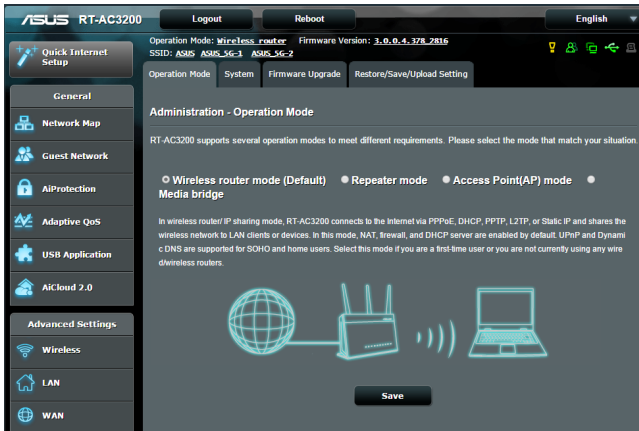 ASUS RT-AC3200 Logout Reboot English
Operation Mode: Wireless router Firmware Version: 3.0.0.4.378_2816
SSID: ASUS ASUS_5G-1 ASUS_5G-2
Quick Internet
Setup
Operation Mode System Firmware Upgrade Restore/Save/Upload Setting
General
Network Map
Guest Network
AiProtection
Adaptive QoS
USB Application
AiCloud 2.0
Advanced Settings
Wireless
LAN
WAN
Administration - Operation Mode
RT-AC3200 supports several operation modes to meet different requirements. Please select the mode that match your situation.
Wireless router mode (Default) Repeater mode Access Point(AP) mode
Media bridge
In wireless router/ IP sharing mode, RT-AC3200 connects to the Internet via PPPoE, DHCP, PPTP, L2TP, or Static IP and shares the
wireless network to LAN clients or devices. In this mode, NAT, firewall, and DHCP server are enabled by default. UPnP and Dynami
c DNS are supported for SOHO and home users. Select this mode if you are a first-time user or you are not currently using any wire
d/wireless routers.
Save